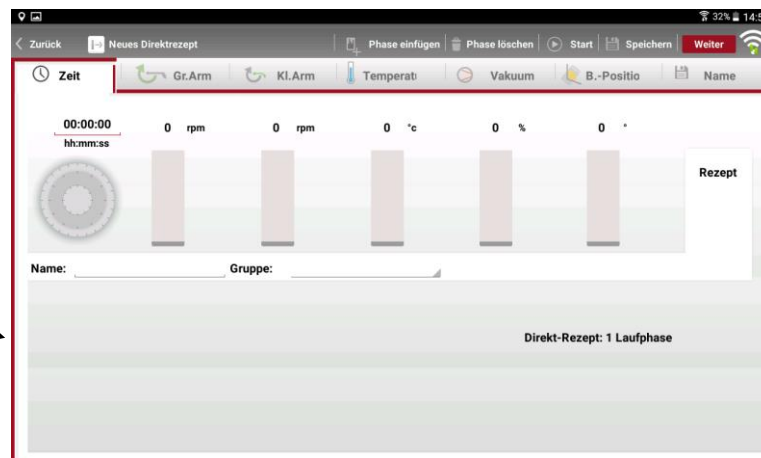 32% 14:5
Zurück Neues Direktrezept Phase einfügen Phase löschen Start Speichern Weiter
Zeit Gr.Arm Kl.Arm Temperat B.-Positio Vakuum Name
00:00:00 0 rpm 0 rpm 0 °c 0 % 0 °
hh:mm:ss
Rezept
Name: Gruppe:
Direkt-Rezept: 1 Laufphase